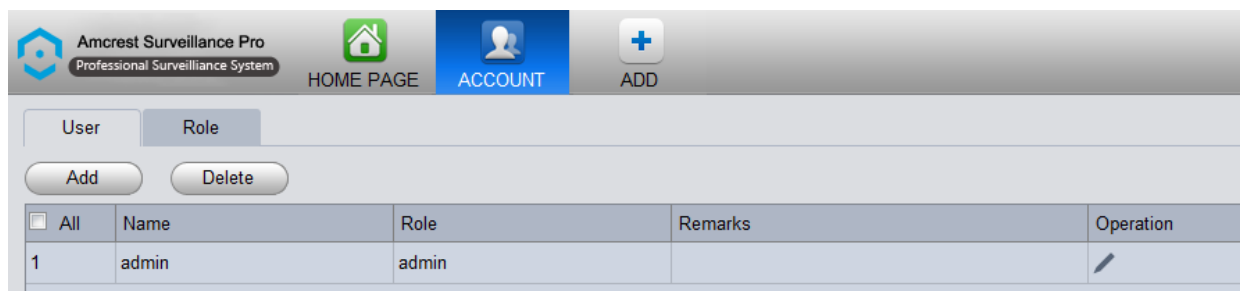 Amcrest Surveillance Pro
Professional Surveilliance System
HOME PAGE ACCOUNT ADD
User Role
Add Delete
All Name Role Remarks Operation
1 admin admin